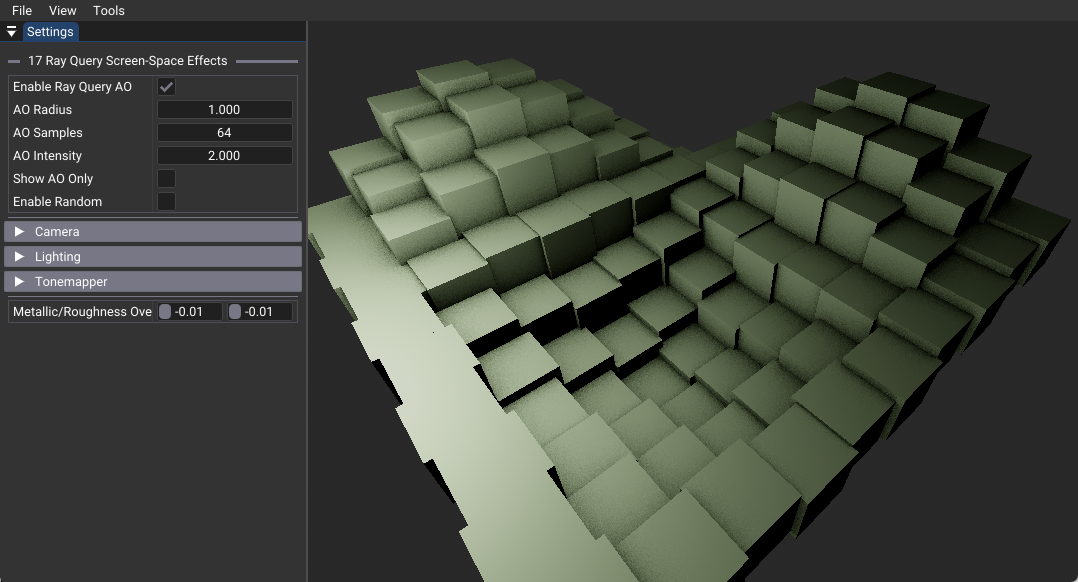 File View Tools
Settings
17 Ray Query Screen-Space Effects
Enable Ray Query AO
AO Radius 1.000
AO Samples 64
AO Intensity 2.000
Show AO Only
Enable Random
Camera
Lighting
Tonemapper
Metallic/Roughness Ove -0.01 -0.01